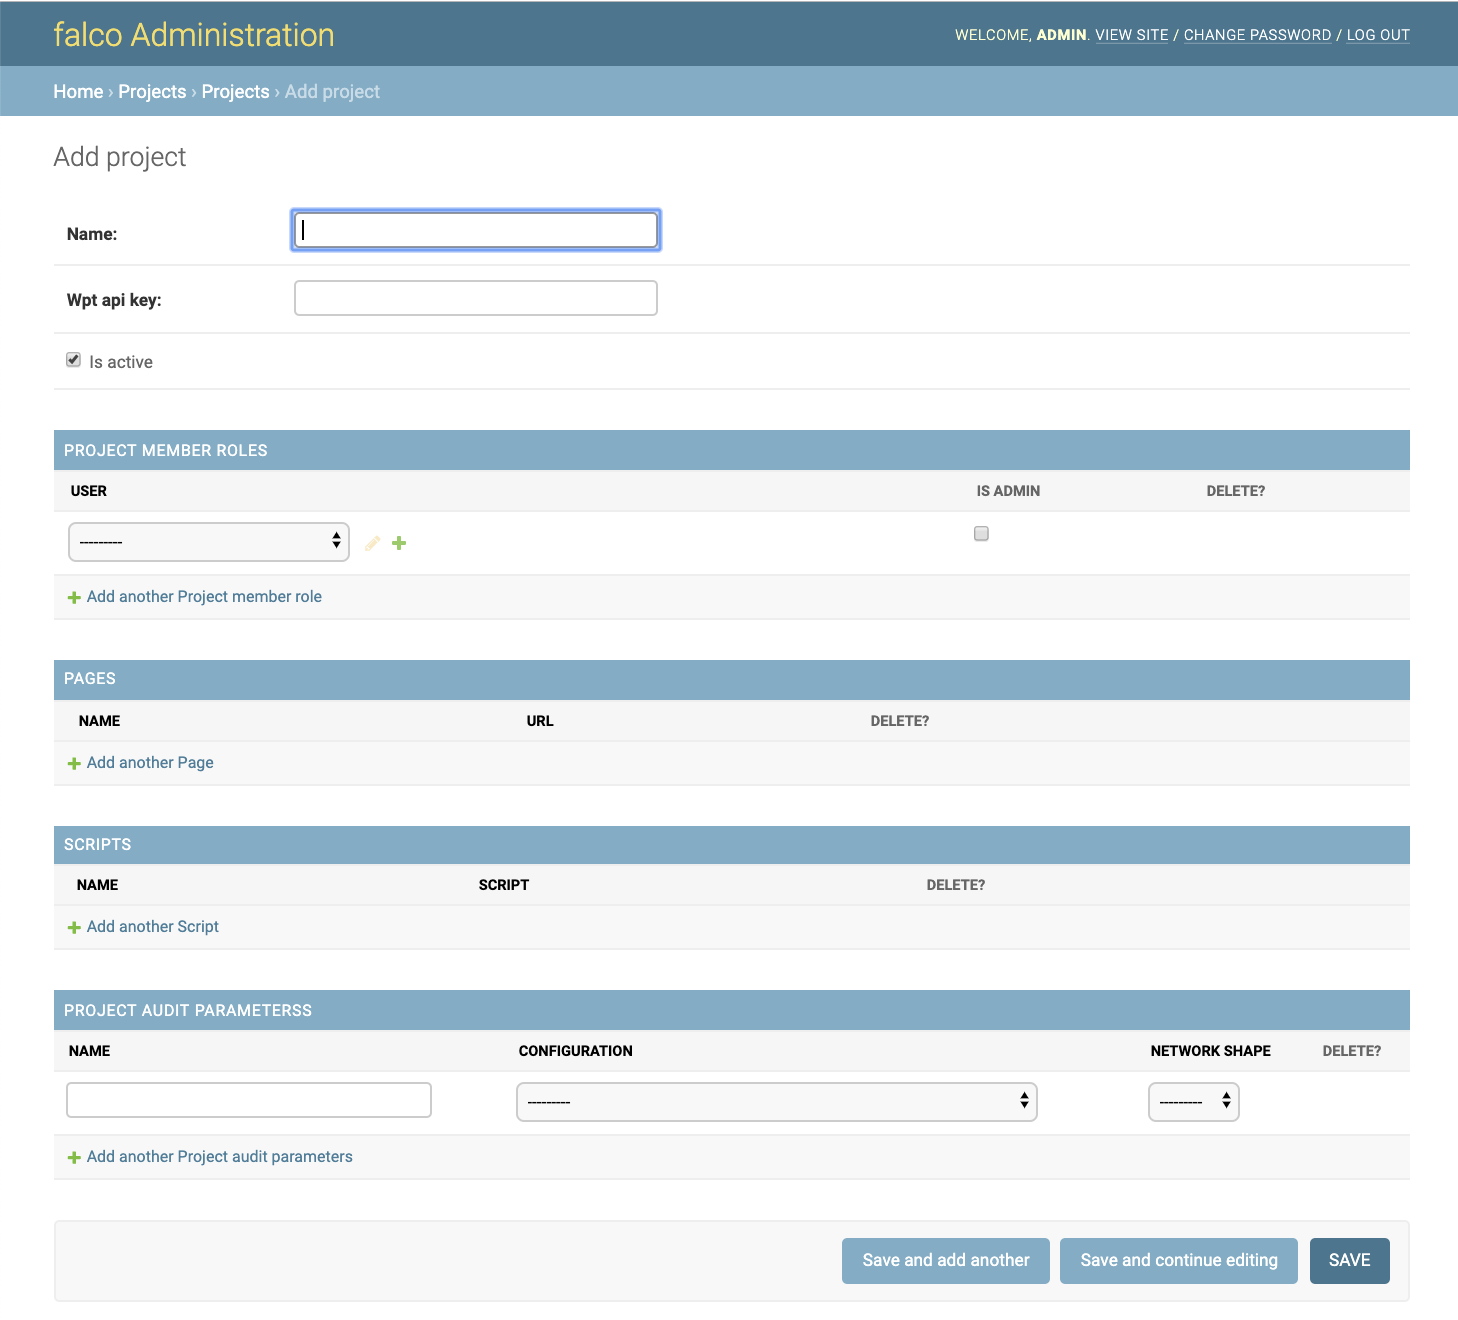 falco Administration
WELCOME, ADMIN. VIEW SITE / CHANGE PASSWORD / LOG OUT
Home › Projects › Projects › Add project
Add project
Name:
Wpt api key:
Is active
PROJECT MEMBER ROLES
USER IS ADMIN DELETE?
---------
Add another Project member role
PAGES
NAME URL DELETE?
Add another Page
SCRIPTS
NAME SCRIPT DELETE?
Add another Script
PROJECT AUDIT PARAMETERSS
NAME CONFIGURATION NETWORK SHAPE DELETE?
--------- ---------
Add another Project audit parameters
Save and add another Save and continue editing SAVE